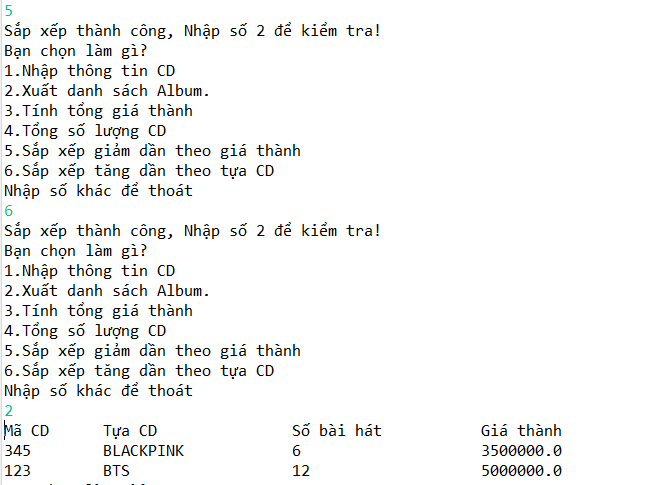 5
Sắp xếp thành công, Nhập số 2 để kiểm tra!
Bạn chọn làm gì?
1.Nhập thông tin CD
2.Xuất danh sách Album.
3.Tính tổng giá thành
4.Tổng số lượng CD
5.Sắp xếp giảm dần theo giá thành
6.Sắp xếp tăng dần theo tựa CD
Nhập số khác để thoát
6
Sắp xếp thành công, Nhập số 2 để kiểm tra!
Bạn chọn làm gì?
1.Nhập thông tin CD
2.Xuất danh sách Album.
3.Tính tổng giá thành
4.Tổng số lượng CD
5.Sắp xếp giảm dần theo giá thành
6.Sắp xếp tăng dần theo tựa CD
Nhập số khác để thoát
2
Mã CD Tựa CD Số bài hát Giá thành
345 BLACKPINK 6 3500000.0
123 BTS 12 5000000.0